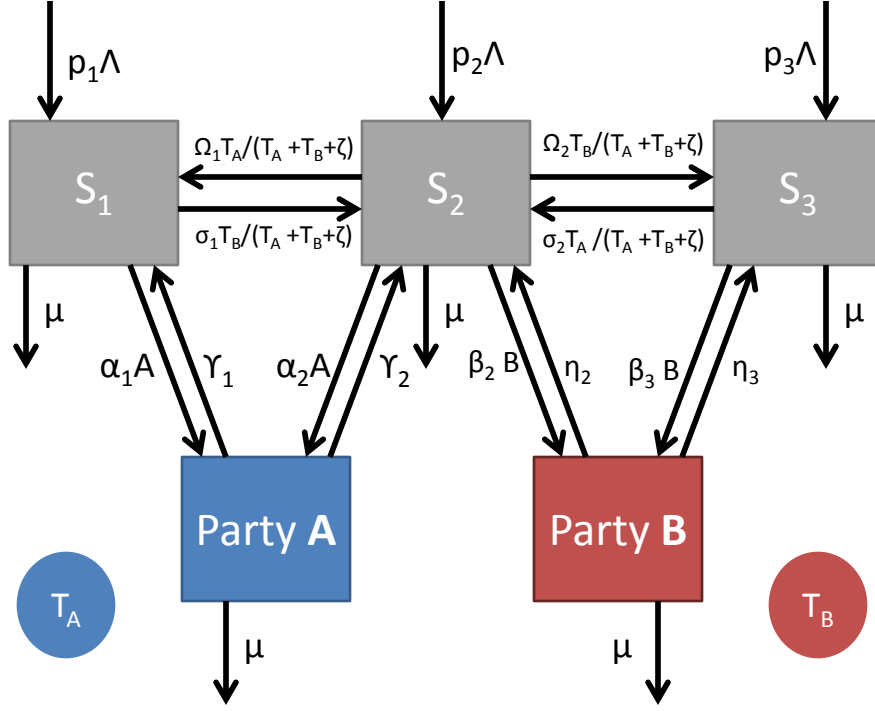 p₁Λ
p₂Λ
p₃Λ
S₁
Ω₁T_A/(T_A +T_B+ζ)
σ₁T_B/(T_A +T_B+ζ)
S₂
Ω₂T_B/(T_A +T_B+ζ)
σ₂T_A /(T_A +T_B+ζ)
S₃
μ
μ
μ
α₁A
ϒ₁
α₂A
ϒ₂
β₂ B
η₂
β₃ B
η₃
Party A
Party B
T_A
T_B
μ
μ